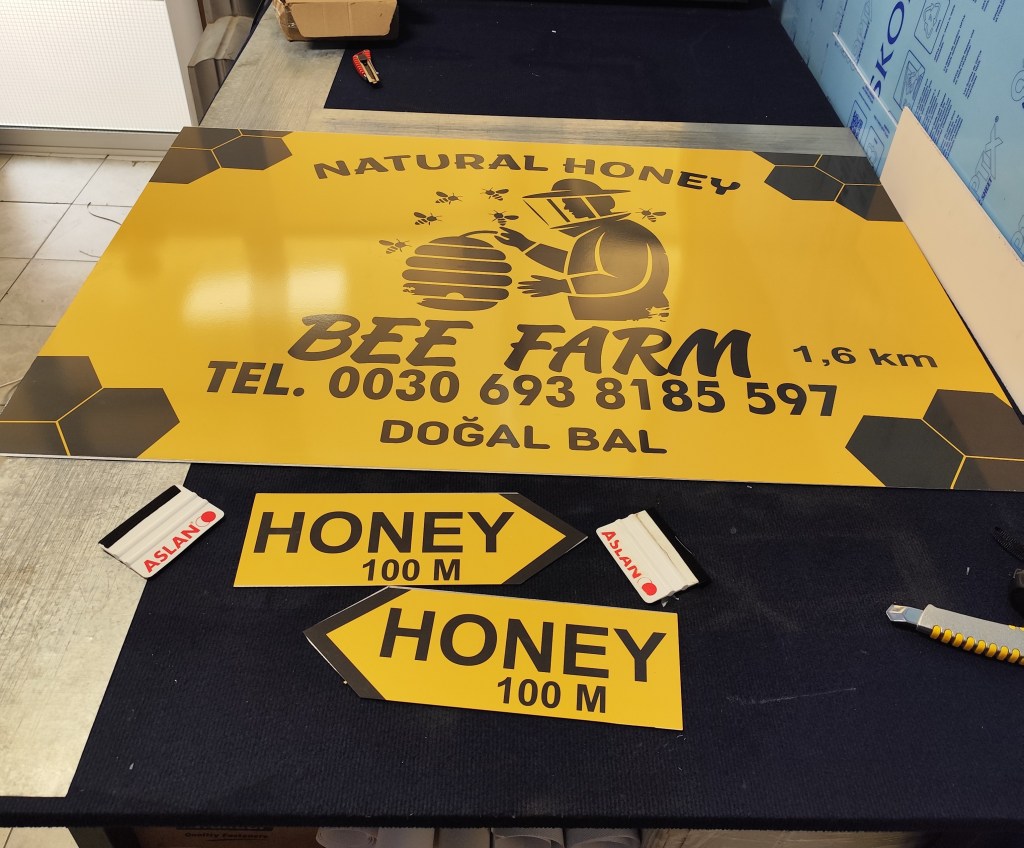 NATURAL HONEY
BEE FARM
1,6 km
TEL. 0030 693 8185 597
DOĞAL BAL
ASLAN
HONEY
100 M
ASLAN
HONEY
100 M